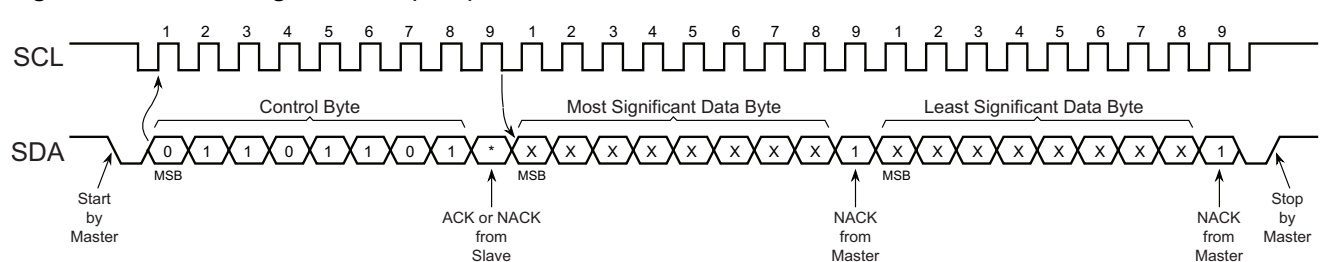 1 2 3 4 5 6 7 8 9 1 2 3 4 5 6 7 8 9 1 2 3 4 5 6 7 8 9
SCL
Control Byte Most Significant Data Byte Least Significant Data Byte
SDA 0 1 1 0 1 1 0 1 * X X X X X X X X 1 X X X X X X X X 1
MSB MSB MSB
Start
by
Master
ACK or NACK
from
Slave
NACK
from
Master
NACK
from
Master
Stop
by
Master